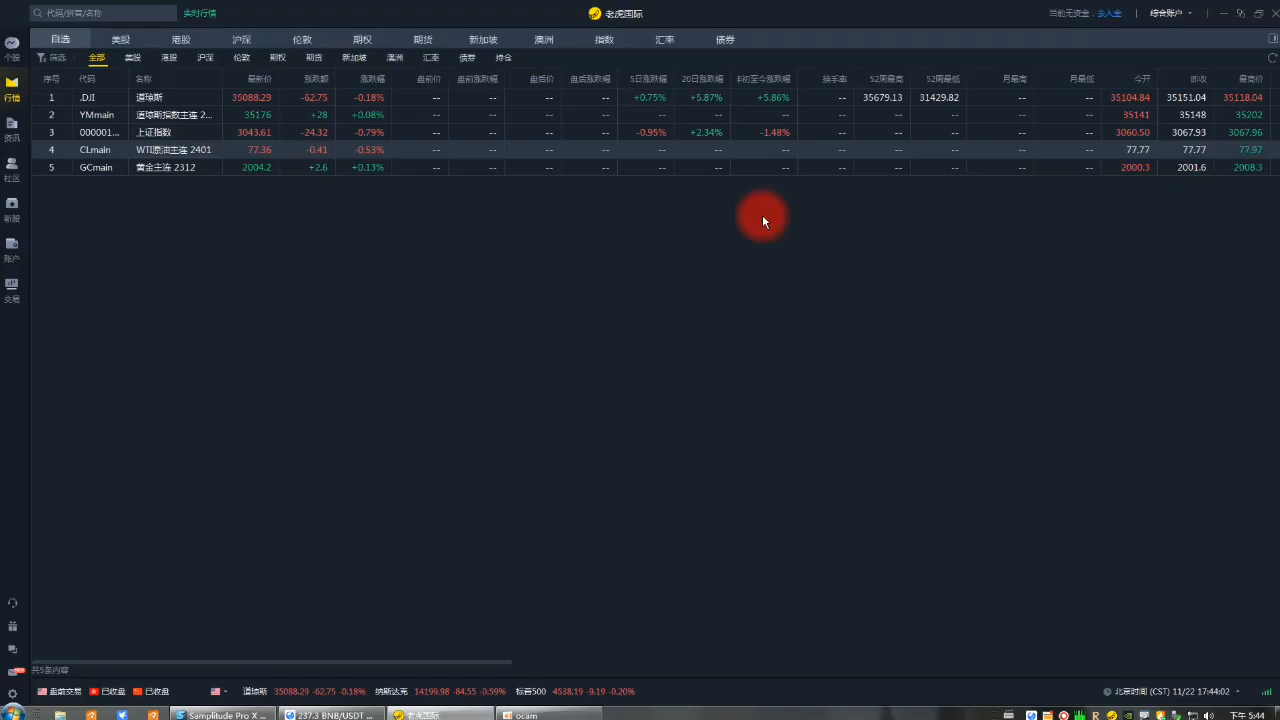 代码/拼音/名称 实时行情 老虎国际 当前无资金，去入金 综合账户
自选 美股 港股 沪深 伦敦 期权 期货 新加坡 澳洲 指数 汇率 债券
个股
筛选 全部 美股 港股 沪深 伦敦 期权 期货 新加坡 澳洲 汇率 债券 持仓
序号 代码 名称 最新价 涨跌额 涨跌幅 盘前价 盘前涨跌幅 盘后价 盘后涨跌幅 5日涨跌幅 20日涨跌幅 年初至今涨跌幅 换手率 52周最高 52周最低 月最高 月最低 今开 昨收 最高价
行情
1 .DJI 道琼斯 35088.29 -62.75 -0.18% -- -- -- -- +0.75% +5.87% +5.86% -- 35679.13 31429.82 -- -- 35104.84 35151.04 35118.04
2 YMmain 道琼斯指数主连 2... 35176 +28 +0.08% -- -- -- -- -- -- -- -- -- -- -- -- 35141 35148 35202
3 000001... 上证指数 3043.61 -24.32 -0.79% -- -- -- -- -0.95% +2.34% -1.48% -- -- -- -- -- 3060.50 3067.93 3067.96
资讯
4 CLmain WTI原油主连 2401 77.36 -0.41 -0.53% -- -- -- -- -- -- -- -- -- -- -- -- 77.77 77.77 77.97
5 GCmain 黄金主连 2312 2004.2 +2.6 +0.13% -- -- -- -- -- -- -- -- -- -- -- -- 2000.3 2001.6 2008.3
社区
新股
账户
交易
共5条内容
NEW
盘前交易 已收盘 已收盘 道琼斯 35088.29 -62.75 -0.18% 纳斯达克 14199.98 -84.55 -0.59% 标普500 4538.19 -9.19 -0.20% 北京时间 (CST) 11/22 17:44:02
Samplitude Pro X ... 237.3 BNB/USDT ... 老虎国际 ocam 下午 5:44